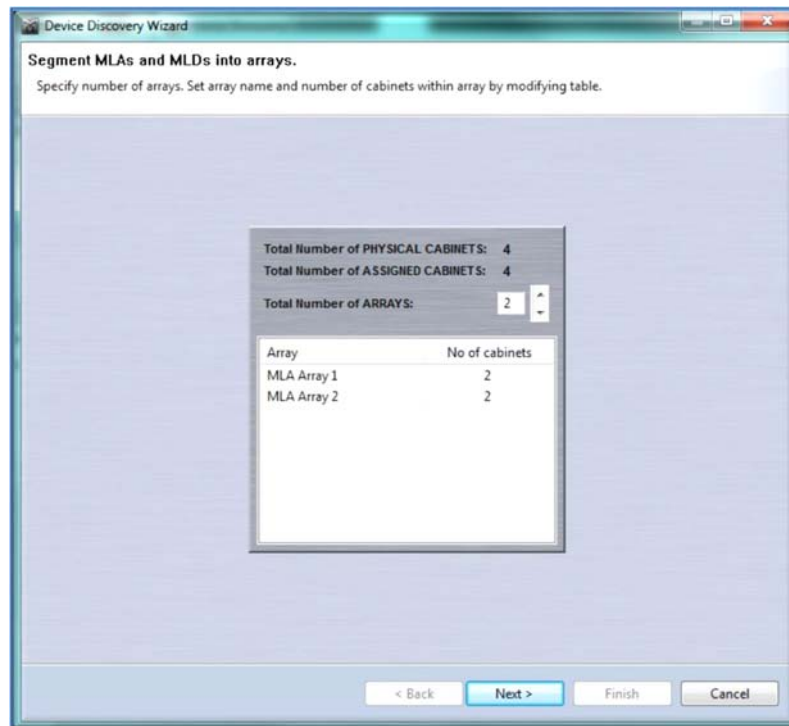 Device Discovery Wizard
Segment MLAs and MLDs into arrays.
Specify number of arrays. Set array name and number of cabinets within array by modifying table.
Total Number of PHYSICAL CABINETS: 4
Total Number of ASSIGNED CABINETS: 4
Total Number of ARRAYS: 2
Array No of cabinets
MLA Array 1 2
MLA Array 2 2
< Back Next > Finish Cancel